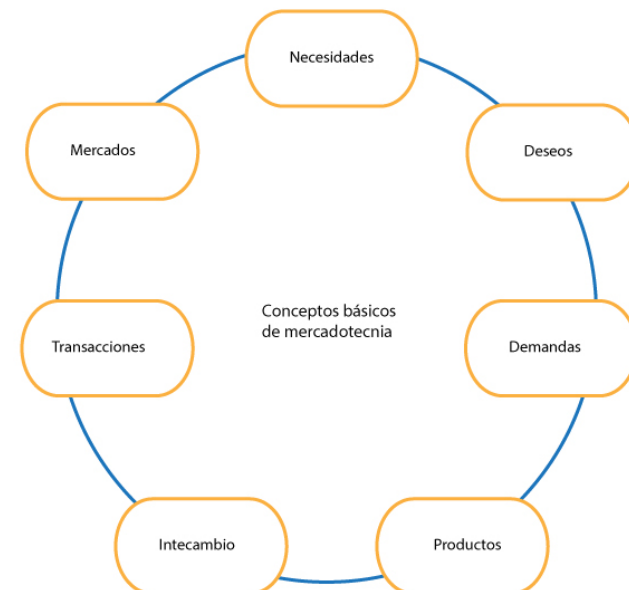 Necesidades
Mercados
Deseos
Conceptos básicos
de mercadotecnia
Transacciones
Demandas
Intecambio
Productos